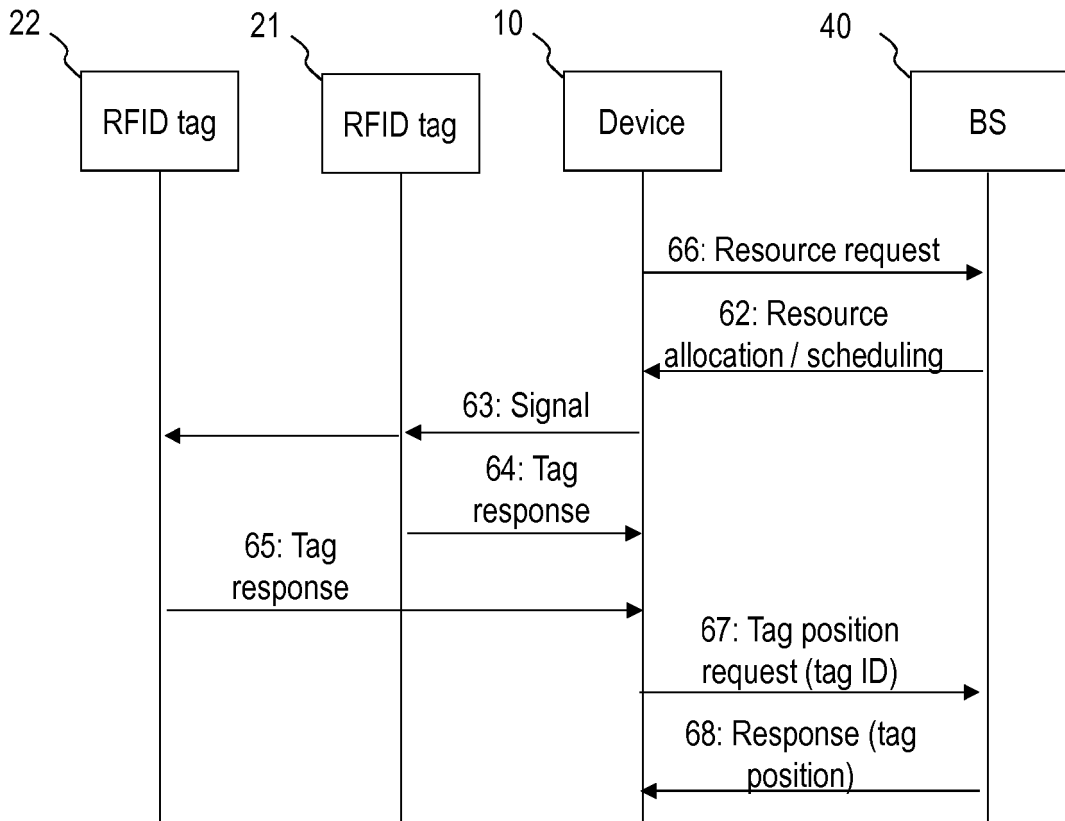 22
21
10
40
RFID tag
RFID tag
Device
BS
66: Resource request
62: Resource
allocation / scheduling
63: Signal
64: Tag
response
65: Tag
response
67: Tag position
request (tag ID)
68: Response (tag
position)